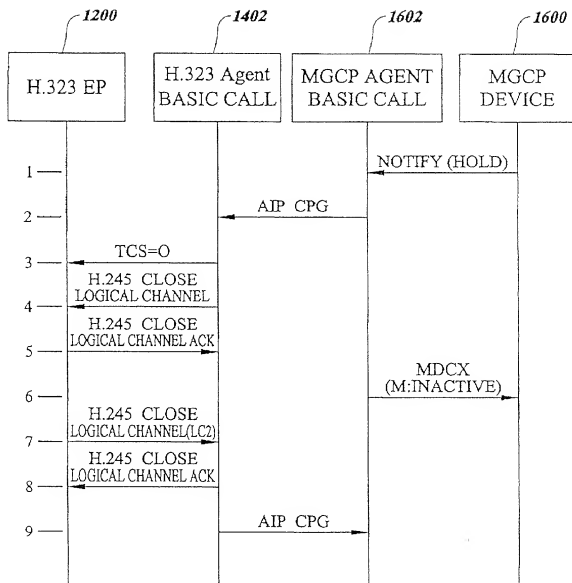 1200
1402
1602
1600
H.323 EP
H.323 Agent
BASIC CALL
MGCP AGENT
BASIC CALL
MGCP
DEVICE
1
NOTIFY (HOLD)
2
AIP CPG
3
TCS=O
4
H.245 CLOSE
LOGICAL CHANNEL
5
H.245 CLOSE
LOGICAL CHANNEL ACK
6
MDCX
(M:INACTIVE)
7
H.245 CLOSE
LOGICAL CHANNEL(LC2)
8
H.245 CLOSE
LOGICAL CHANNEL ACK
9
AIP CPG